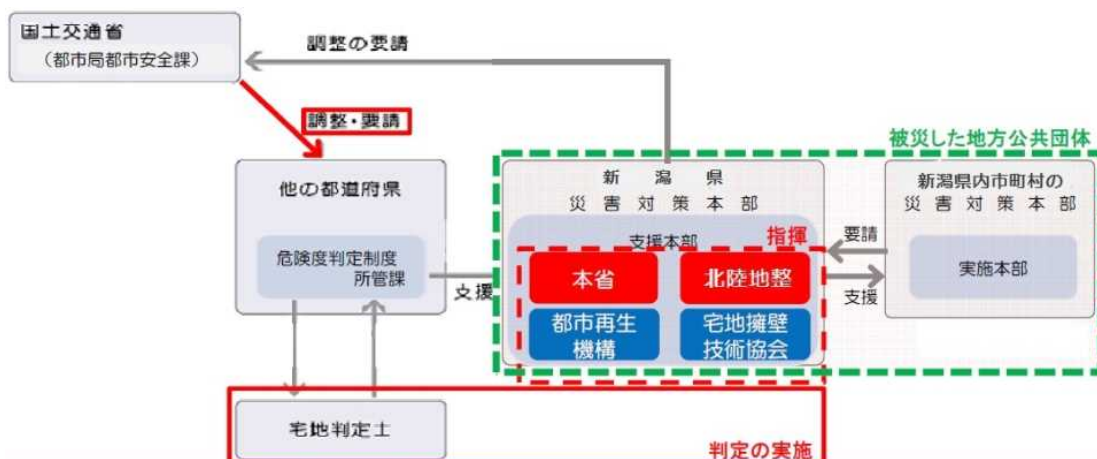 国土交通省
（都市局都市安全課）
調整の要請
調整・要請
被災した地方公共団体
他の都道府県
危険度判定制度
所管課
支援
新潟県
災害対策本部
支援本部
指揮
本省
北陸地整
都市再生
機構
宅地擁壁
技術協会
要請
支援
新潟県内市町村の
災害対策本部
実施本部
宅地判定士
判定の実施